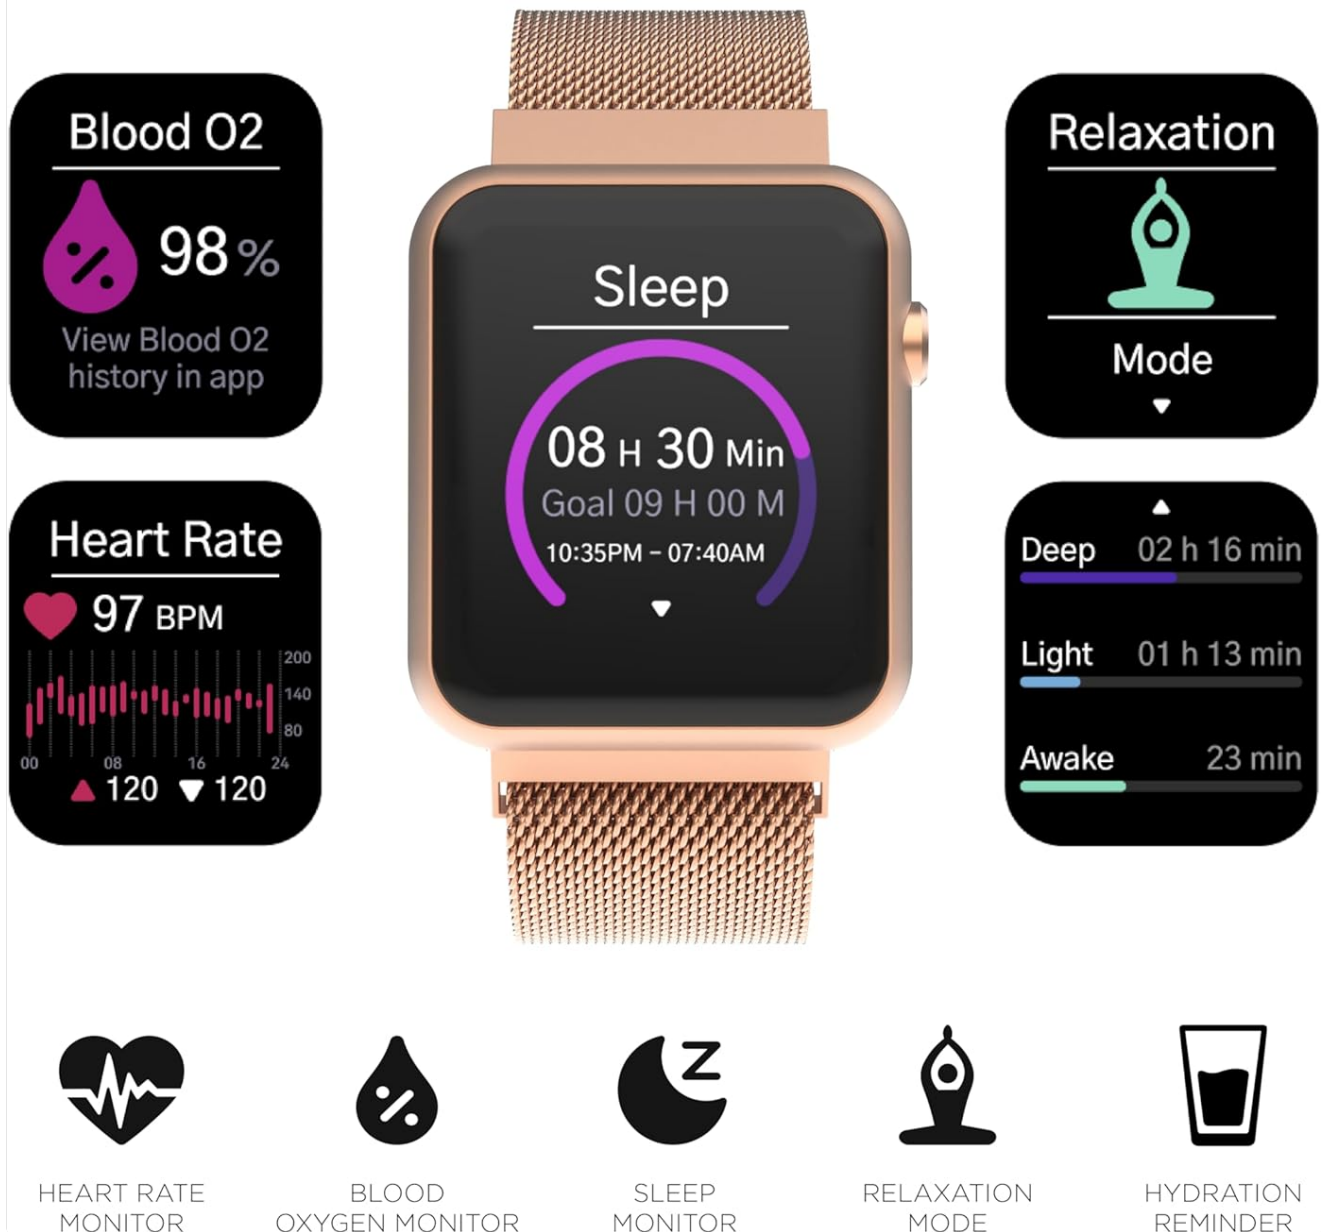 Blood O2
98 %
View Blood O2
history in app
Heart Rate
97 BPM
200
140
80
00 08 16 24
▲ 120 ▼ 120
Sleep
08 H 30 Min
Goal 09 H 00 M
10:35PM - 07:40AM
Relaxation
Mode
Deep 02 h 16 min
Light 01 h 13 min
Awake 23 min
Z
HEART RATE
MONITOR
BLOOD
OXYGEN MONITOR
SLEEP
MONITOR
RELAXATION
MODE
HYDRATION
REMINDER